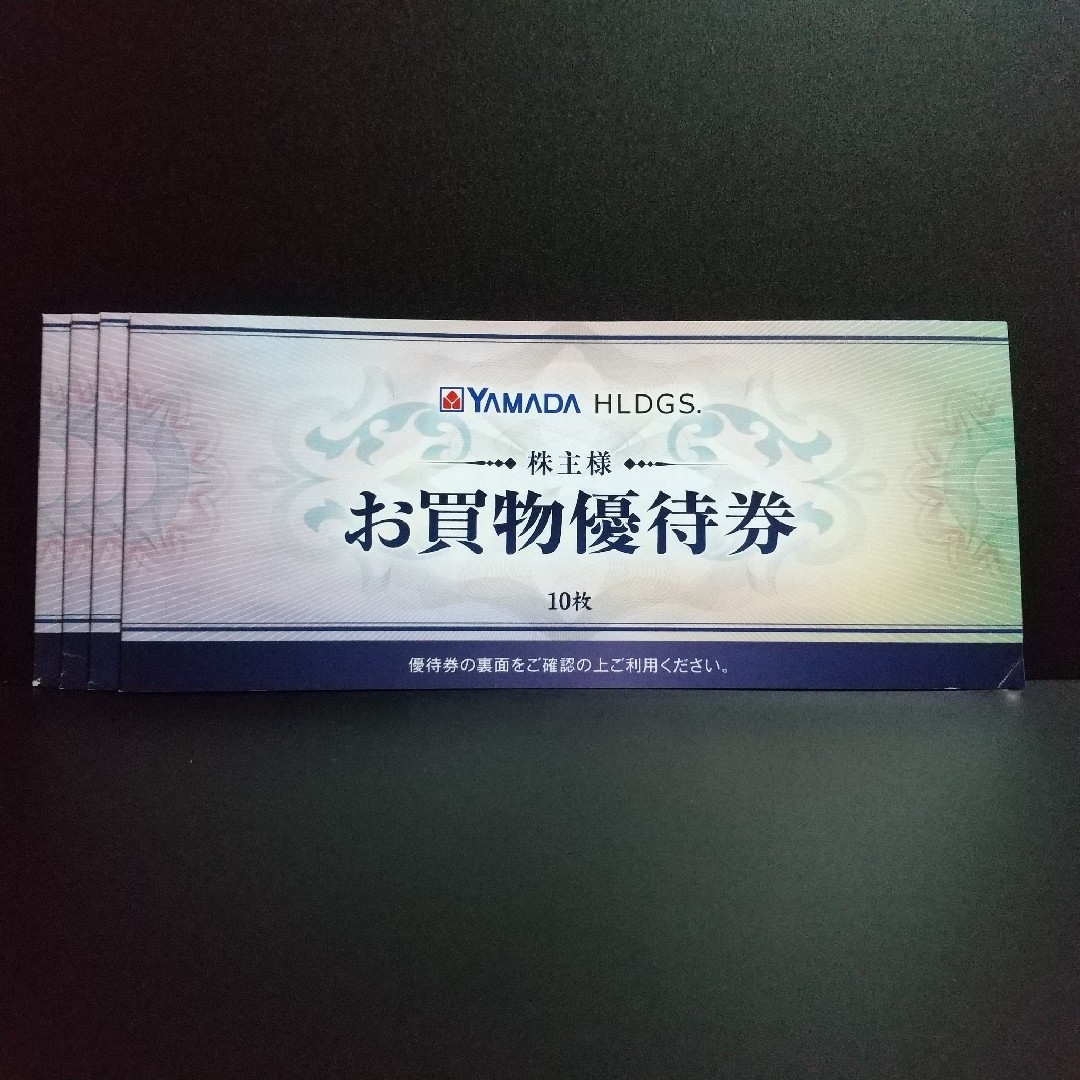 YAMADA HLDGS.
株主様
お買物優待券
10枚
優待券の裏面をご確認の上ご利用ください。